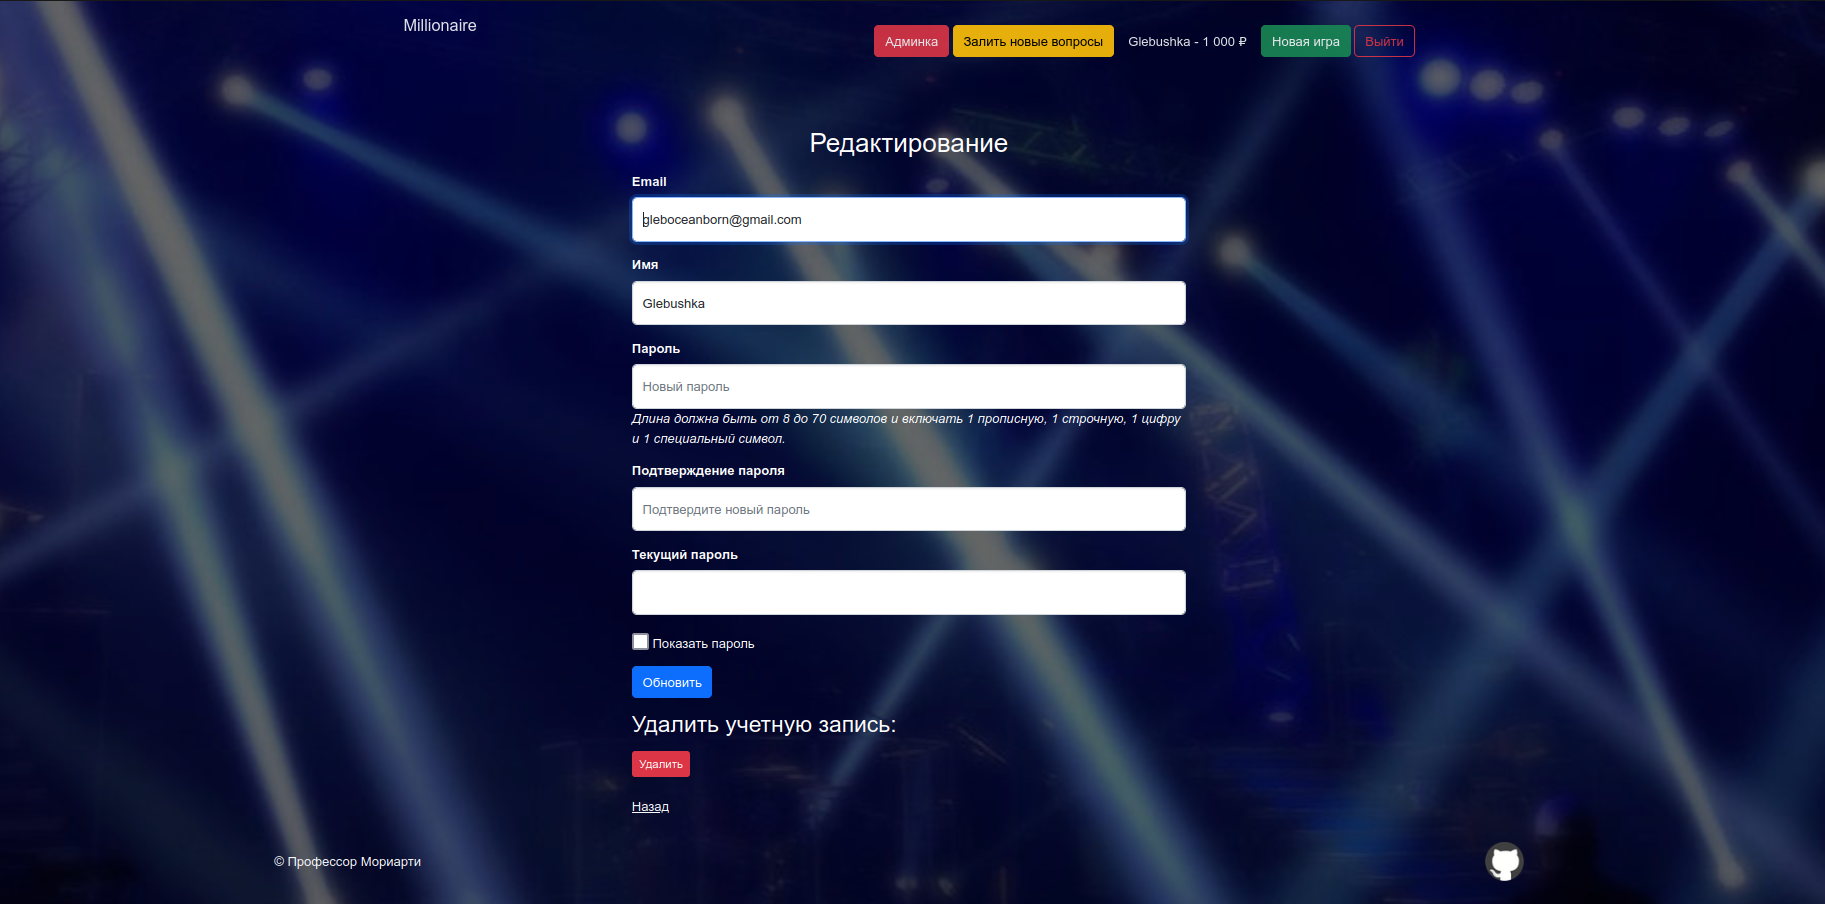 Millionaire
Админка
Залить новые вопросы
Glebushka - 1 000 ₽
Новая игра
Выйти
Редактирование
Email
gleboceanborn@gmail.com
Имя
Glebushka
Пароль
Новый пароль
Длина должна быть от 8 до 70 символов и включать 1 прописную, 1 строчную, 1 цифру
и 1 специальный символ.
Подтверждение пароля
Подтвердите новый пароль
Текущий пароль
Показать пароль
Обновить
Удалить учетную запись:
Удалить
Назад
© Профессор Мориарти